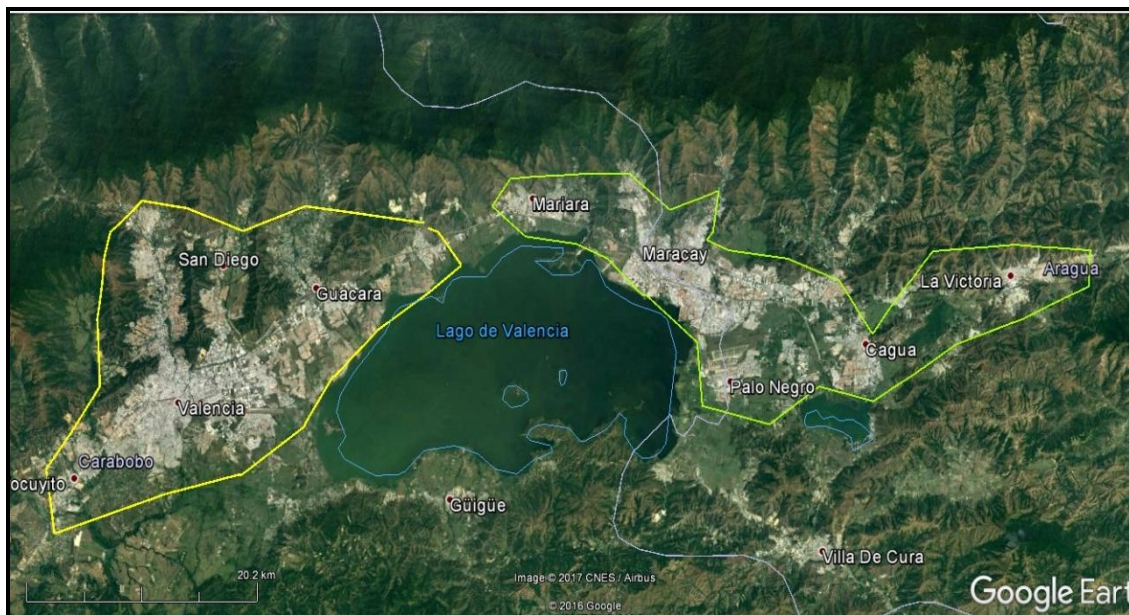 Mariara
Maracay
San Diego
La Victoria
Aragua
Guacara
Lago de Valencia
Cagua
Palo Negro
Valencia
Carabobo
ocuyito
Güigüe
Villa De Cura
20.2 km
Image © 2017 CNES / Airbus
© 2016 Google
Google Eart